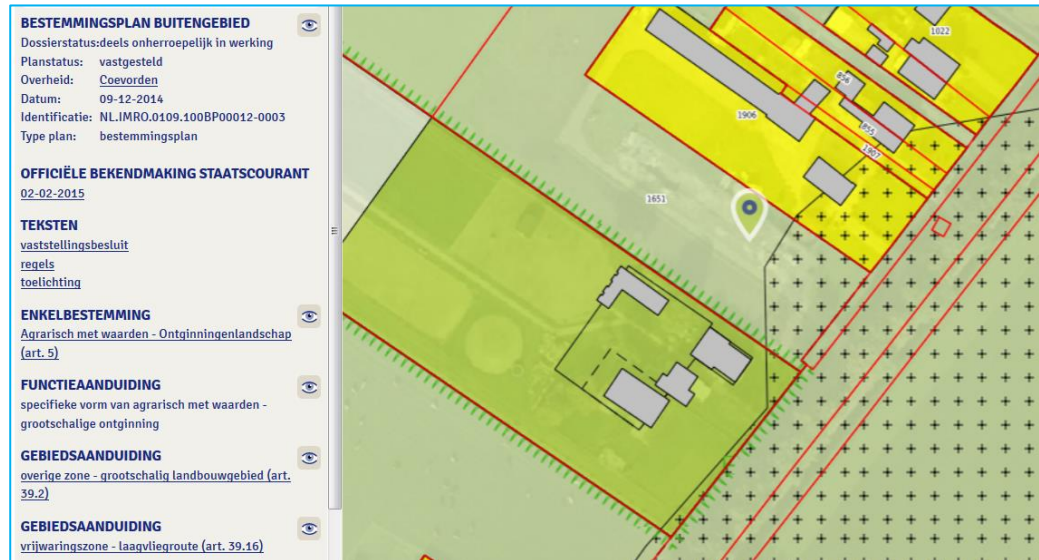 BESTEMMINGSPLAN BUITENGEBIED
Dossierstatus:deels onherroepelijk in werking
Planstatus: vastgesteld
Overheid: Coevorden
Datum: 09-12-2014
Identificatie: NL.IMRO.0109.100BP00012-0003
Type plan: bestemmingsplan
OFFICIËLE BEKENDMAKING STAATSCOURANT
02-02-2015
TEKSTEN
vaststellingsbesluit
regels
toelichting
ENKELBESTEMMING
Agrarisch met waarden - Ontginningenlandschap
(art. 5)
FUNCTIEAANDUIDING
specifieke vorm van agrarisch met waarden -
grootschalige ontginning
GEBIEDSAANDUIDING
overige zone - grootschalig landbouwgebied (art.
39.2)
GEBIEDSAANDUIDING
vrijwaringszone - laagvliegroute (art. 39.16)
1022
856
1906
855
1907
1651